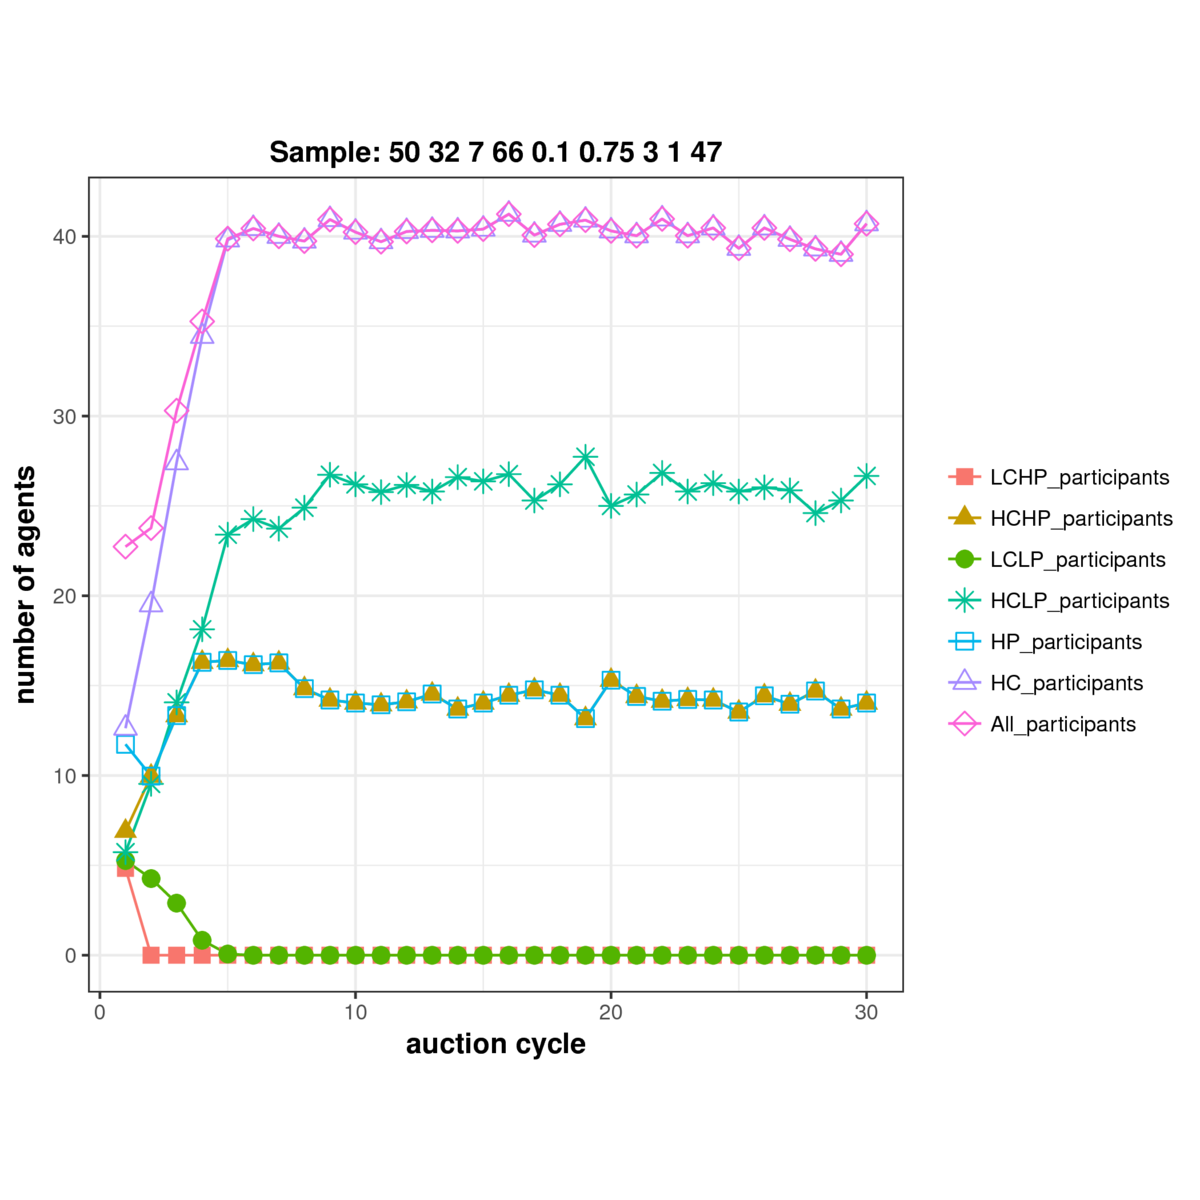 Sample: 50 32 7 66 0.1 0.75 3 1 47
number of agents
40
30
20
10
0
0 10 20 30
auction cycle
LCHP_participants
HCHP_participants
LCLP_participants
HCLP_participants
HP_participants
HC_participants
All_participants